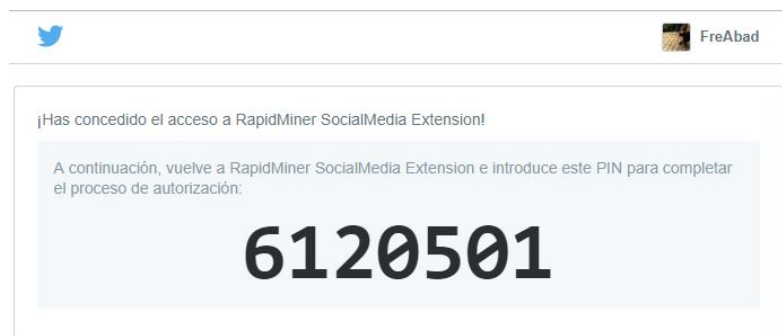 FreAbad
¡Has concedido el acceso a RapidMiner SocialMedia Extension!
A continuación, vuelve a RapidMiner SocialMedia Extension e introduce este PIN para completar
el proceso de autorización:
6120501